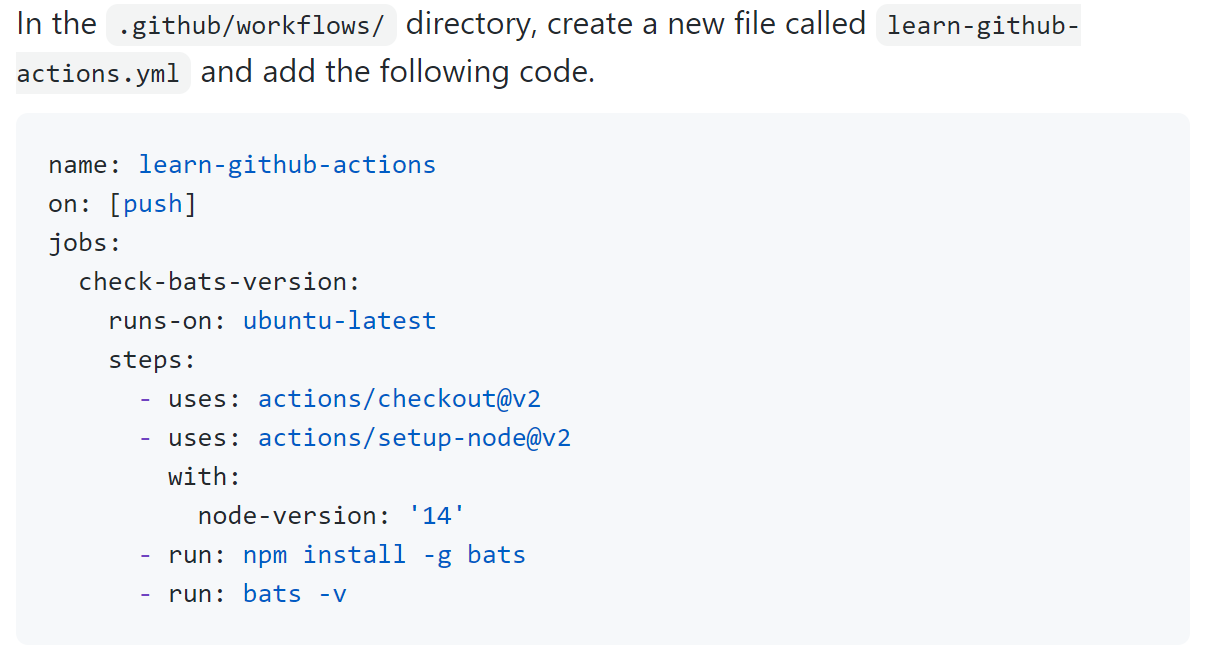 In the .github/workflows/ directory, create a new file called learn-github-
actions.yml and add the following code.
name: learn-github-actions
on: [push]
jobs:
  check-bats-version:
    runs-on: ubuntu-latest
    steps:
      - uses: actions/checkout@v2
      - uses: actions/setup-node@v2
        with:
          node-version: '14'
      - run: npm install -g bats
      - run: bats -v